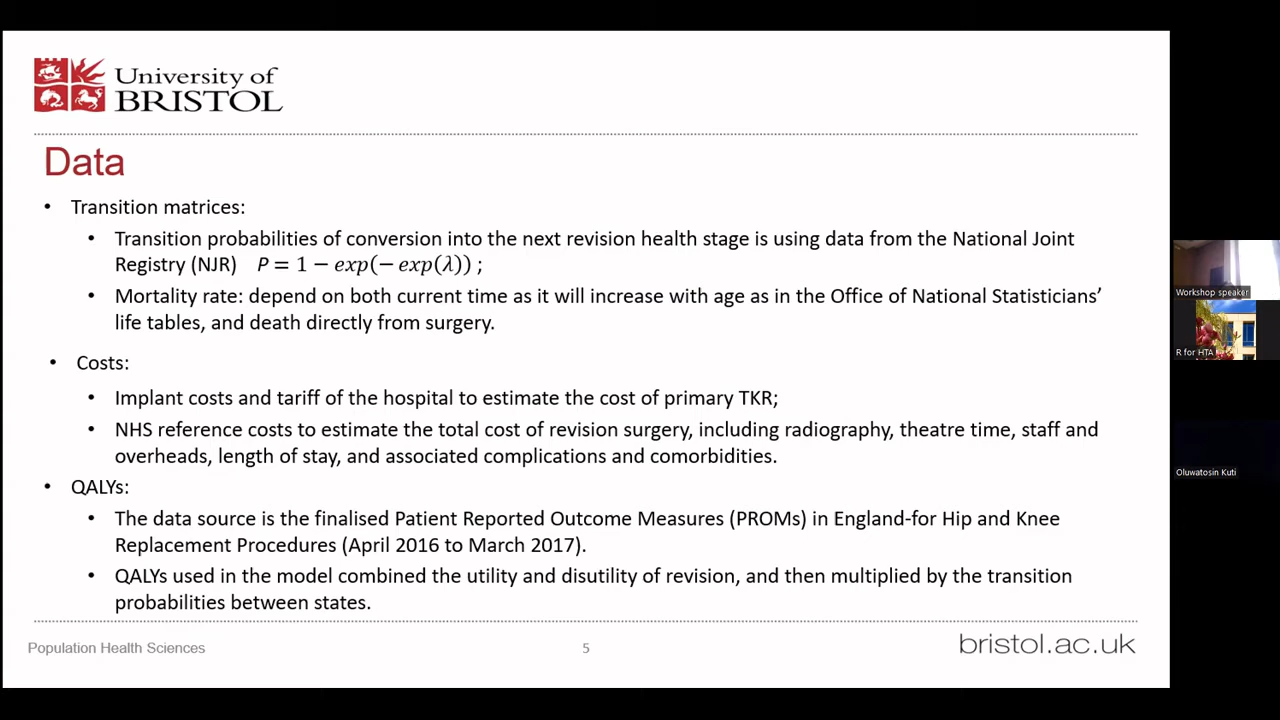 University of
BRISTOL
Data
• Transition matrices:
• Transition probabilities of conversion into the next revision health stage is using data from the National Joint
Registry (NJR) P = 1 − exp(− exp(λ)) ;
• Mortality rate: depend on both current time as it will increase with age as in the Office of National Statisticians’
life tables, and death directly from surgery.
• Costs:
• Implant costs and tariff of the hospital to estimate the cost of primary TKR;
• NHS reference costs to estimate the total cost of revision surgery, including radiography, theatre time, staff and
overheads, length of stay, and associated complications and comorbidities.
• QALYs:
• The data source is the finalised Patient Reported Outcome Measures (PROMs) in England-for Hip and Knee
Replacement Procedures (April 2016 to March 2017).
• QALYs used in the model combined the utility and disutility of revision, and then multiplied by the transition
probabilities between states.
Population Health Sciences
5
bristol.ac.uk
Workshop speaker
R for HTA
Oluwatosin Kuti